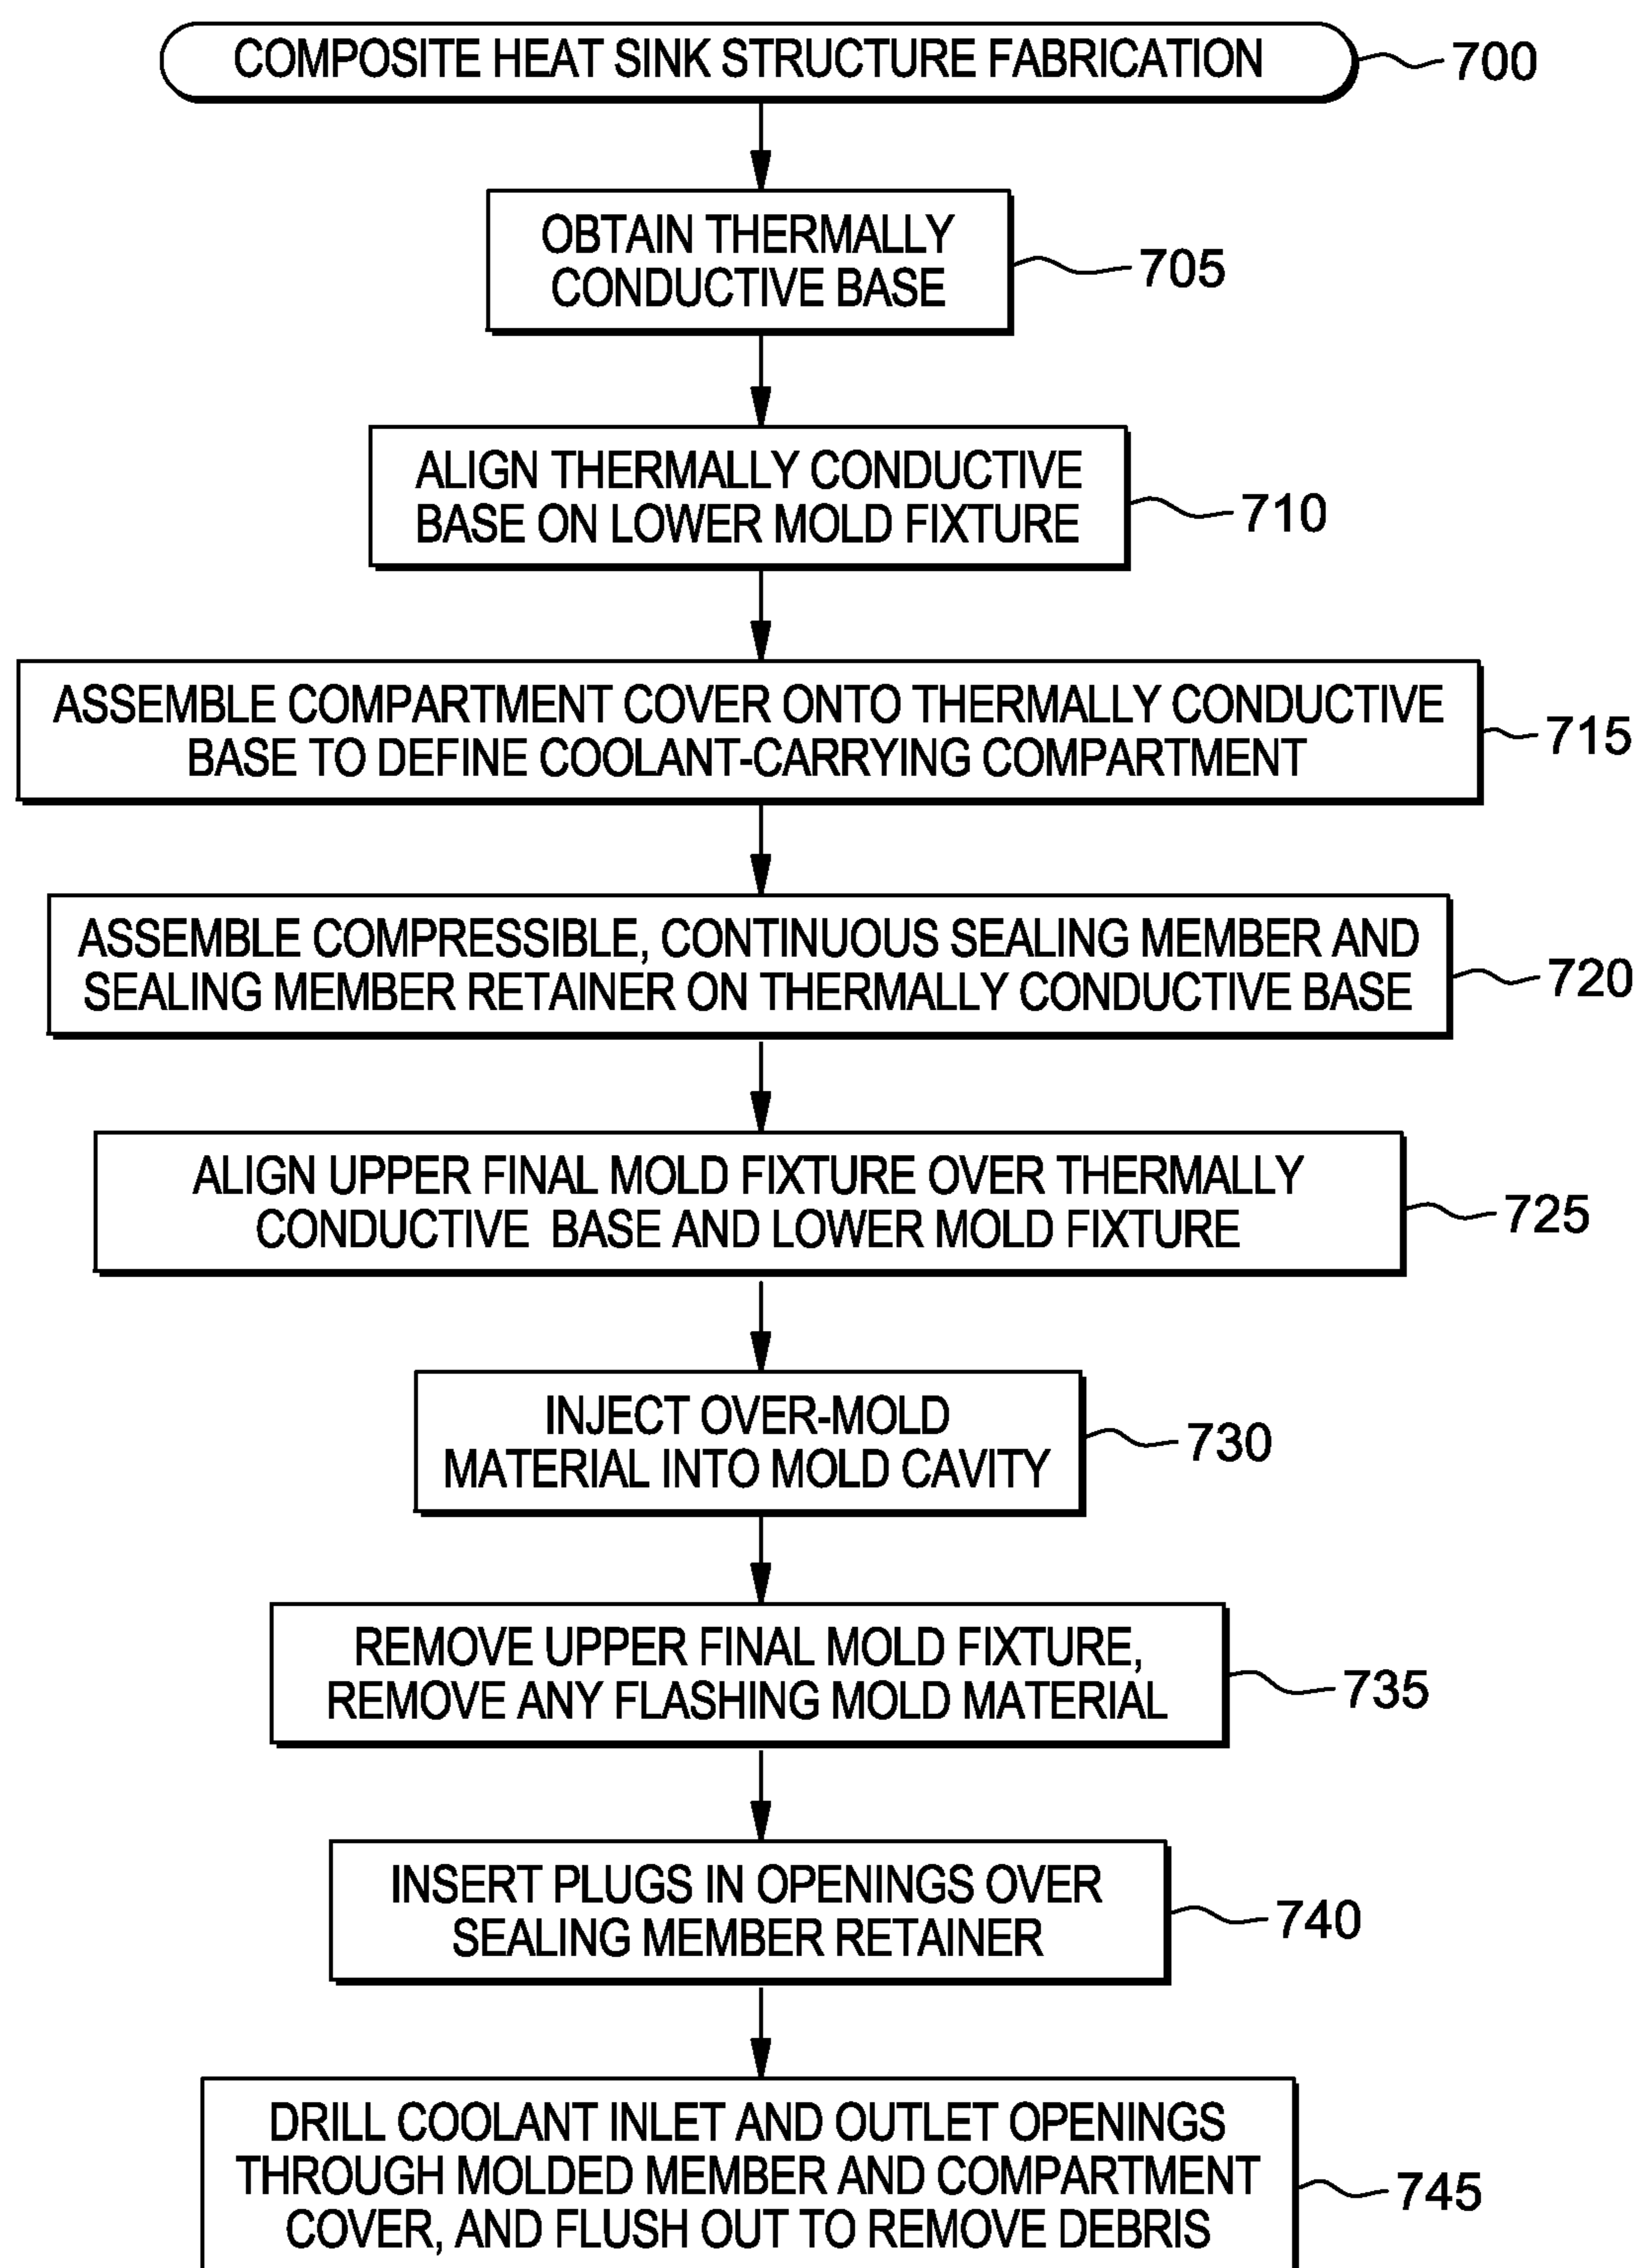 COMPOSITE HEAT SINK STRUCTURE FABRICATION
700
OBTAIN THERMALLY
CONDUCTIVE BASE
705
ALIGN THERMALLY CONDUCTIVE
BASE ON LOWER MOLD FIXTURE
710
ASSEMBLE COMPARTMENT COVER ONTO THERMALLY CONDUCTIVE
BASE TO DEFINE COOLANT-CARRYING COMPARTMENT
715
ASSEMBLE COMPRESSIBLE, CONTINUOUS SEALING MEMBER AND
SEALING MEMBER RETAINER ON THERMALLY CONDUCTIVE BASE
720
ALIGN UPPER FINAL MOLD FIXTURE OVER THERMALLY
CONDUCTIVE BASE AND LOWER MOLD FIXTURE
725
INJECT OVER-MOLD
MATERIAL INTO MOLD CAVITY
730
REMOVE UPPER FINAL MOLD FIXTURE,
REMOVE ANY FLASHING MOLD MATERIAL
735
INSERT PLUGS IN OPENINGS OVER
SEALING MEMBER RETAINER
740
DRILL COOLANT INLET AND OUTLET OPENINGS
THROUGH MOLDED MEMBER AND COMPARTMENT
COVER, AND FLUSH OUT TO REMOVE DEBRIS
745